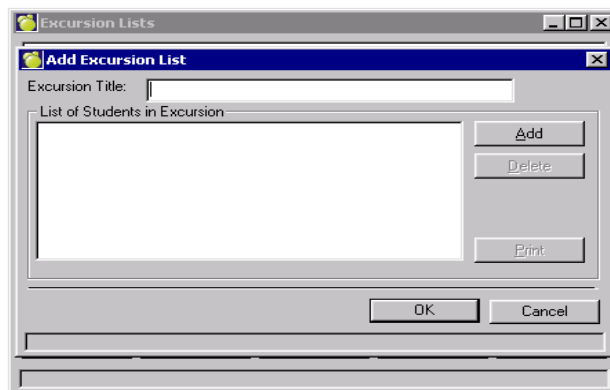 Excursion Lists
Add Excursion List
Excursion Title:
List of Students in Excursion
Add
Delete
Print
OK
Cancel